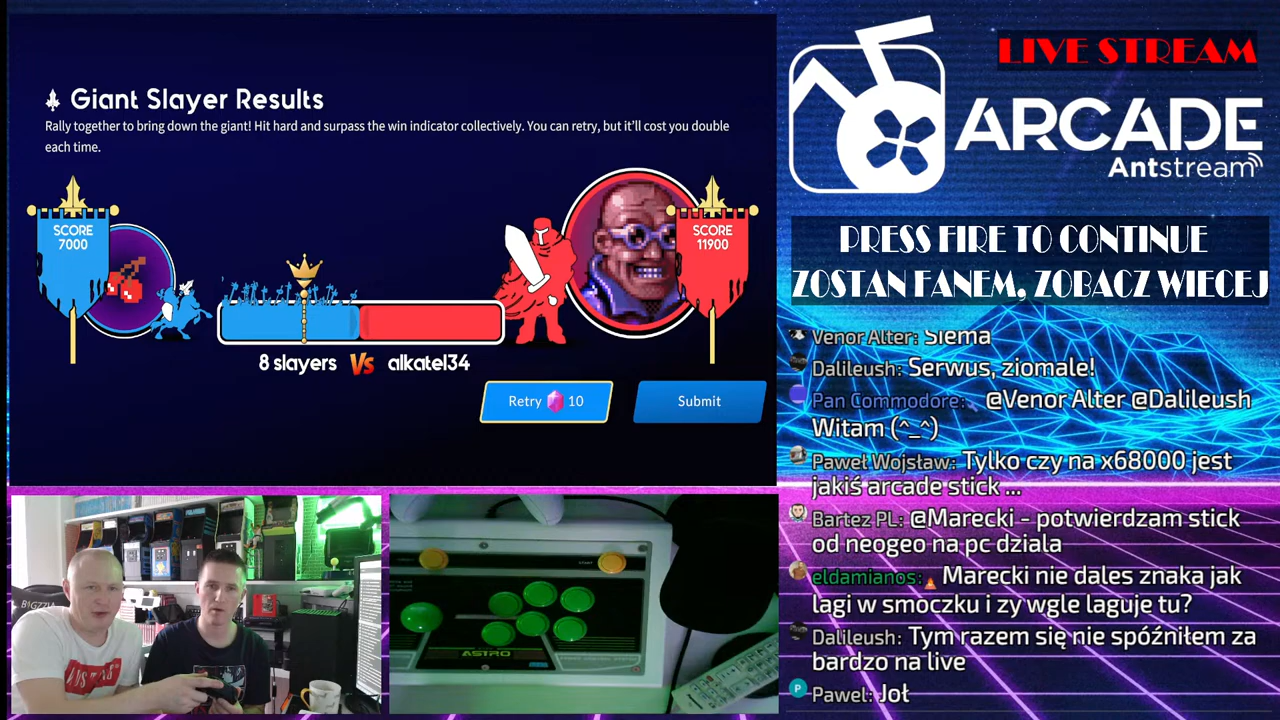 Giant Slayer Results
Rally together to bring down the giant! Hit hard and surpass the win indicator collectively. You can retry, but it'll cost you double
each time.
SCORE
7000
SCORE
11900
8 slayers Vs alkatel34
Retry 10
Submit
LIVE STREAM
ARCADE
Antstream
PRESS FIRE TO CONTINUE
ZOSTAN FANEM, ZOBACZ WIECEJ
Venor Alter: Siema
Dalileush: Serwus, ziomale!
Pan Commodore: @Venor Alter @Dalileush
Witam (^_^)
Paweł Wojsław: Tylko czy na x68000 jest
jakiś arcade stick ...
Bartez PL: @Marecki - potwierdzam stick
od neogeo na pc dziala
eldamianos: Marecki nie dales znaka jak
lagi w smoczku i zy wgle laguje tu?
Dalileush: Tym razem się nie spóźniłem za
bardzo na live
P Pawel: Joł
START
ASTRO